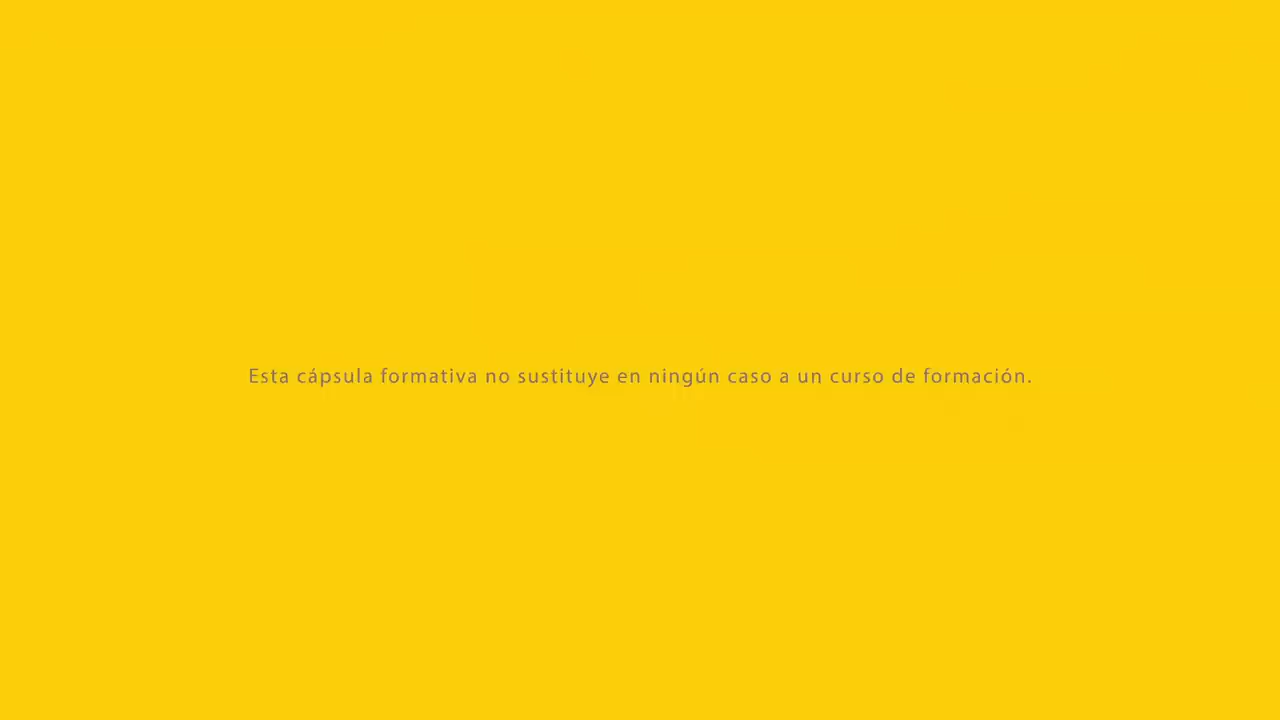 Esta cápsula formativa no sustituye en ningún caso a un curso de formación.